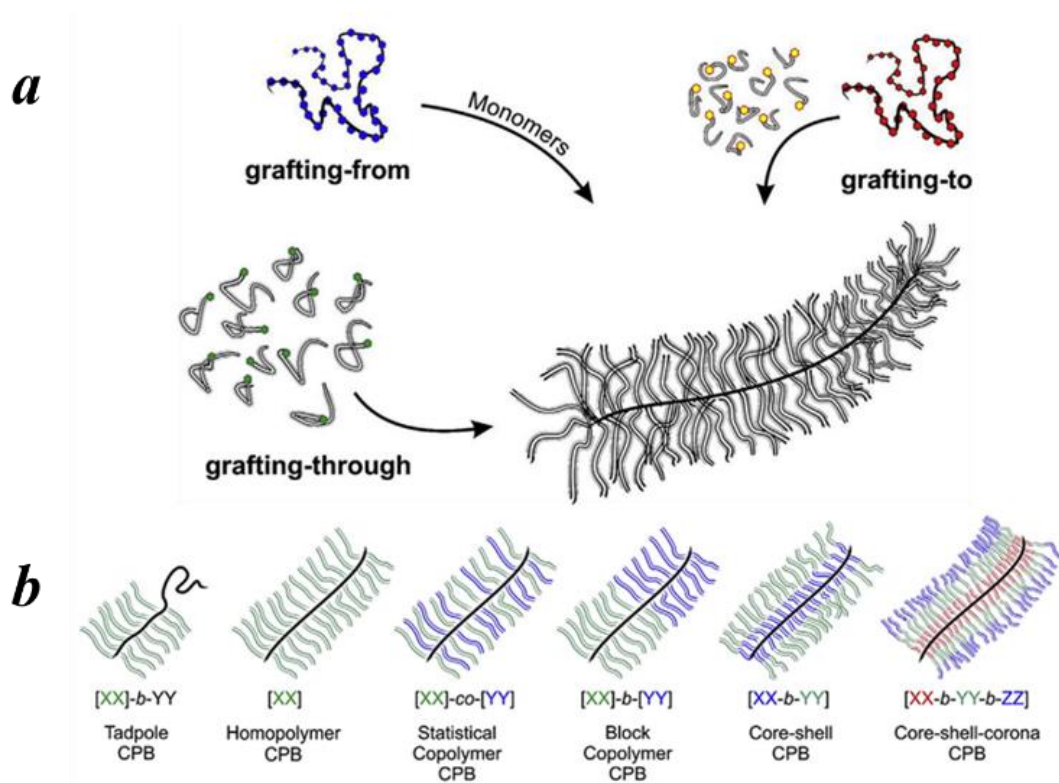 a
Monomers
grafting-from
grafting-to
grafting-through
b
[XX]-b-YY
Tadpole
CPB
[XX]
Homopolymer
CPB
[XX]-co-[YY]
Statistical
Copolymer
CPB
[XX]-b-[YY]
Block
Copolymer
CPB
[XX-b-YY]
Core-shell
CPB
[XX-b-YY-b-ZZ]
Core-shell-corona
CPB